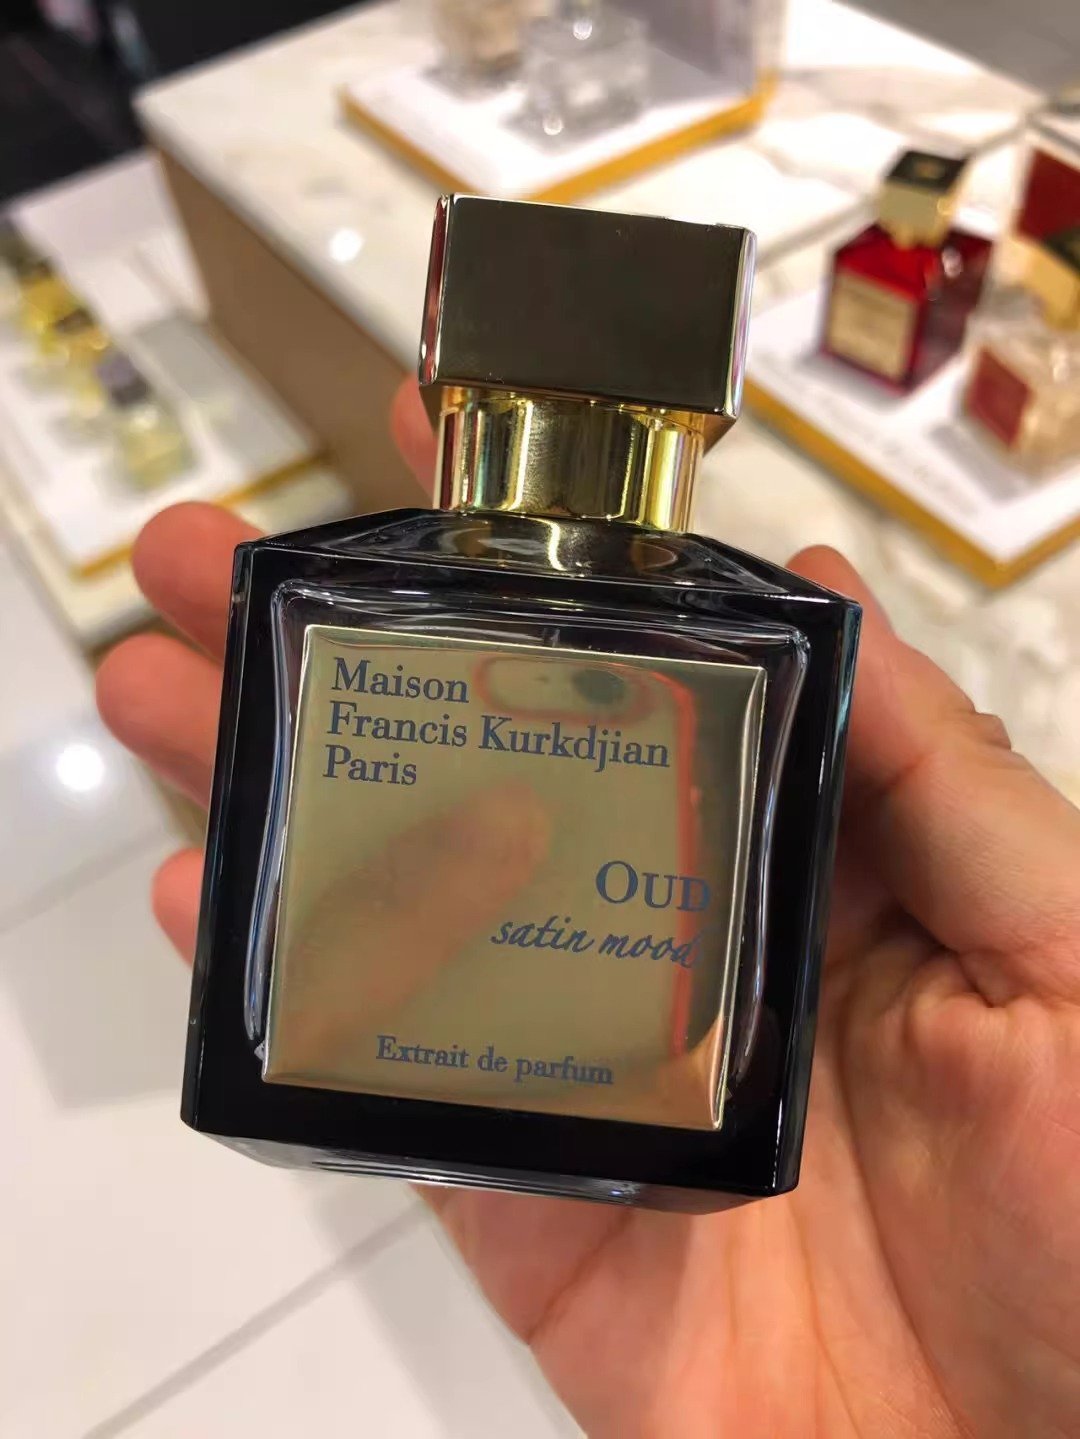 Maison
Francis Kurkdjian
Paris
OUD
satin mood
Extrait de parfum